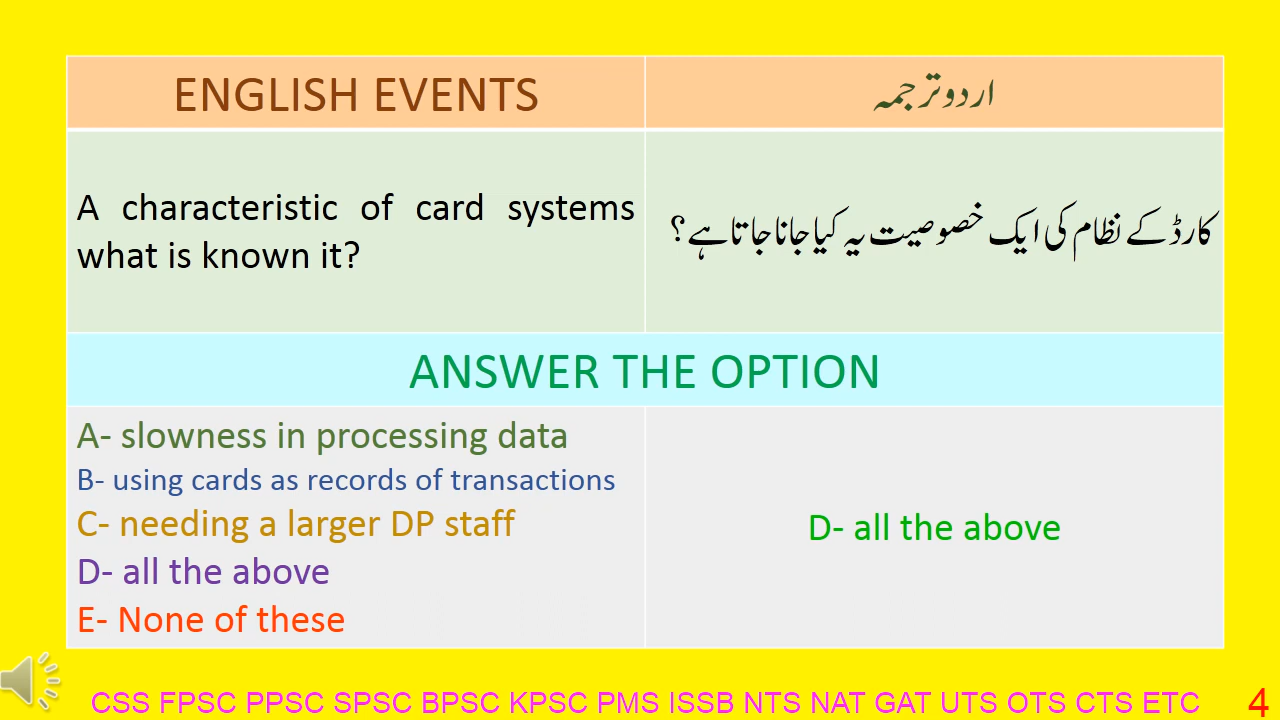 ENGLISH EVENTS
اردو ترجمہ
A characteristic of card systems
what is known it?
کارڈ کے نظام کی ایک خصوصیت یہ کیا جانا جاتا ہے؟
ANSWER THE OPTION
A- slowness in processing data
B- using cards as records of transactions
C- needing a larger DP staff
D- all the above
E- None of these
D- all the above
CSS FPSC PPSC SPSC BPSC KPSC PMS ISSB NTS NAT GAT UTS OTS CTS ETC
4